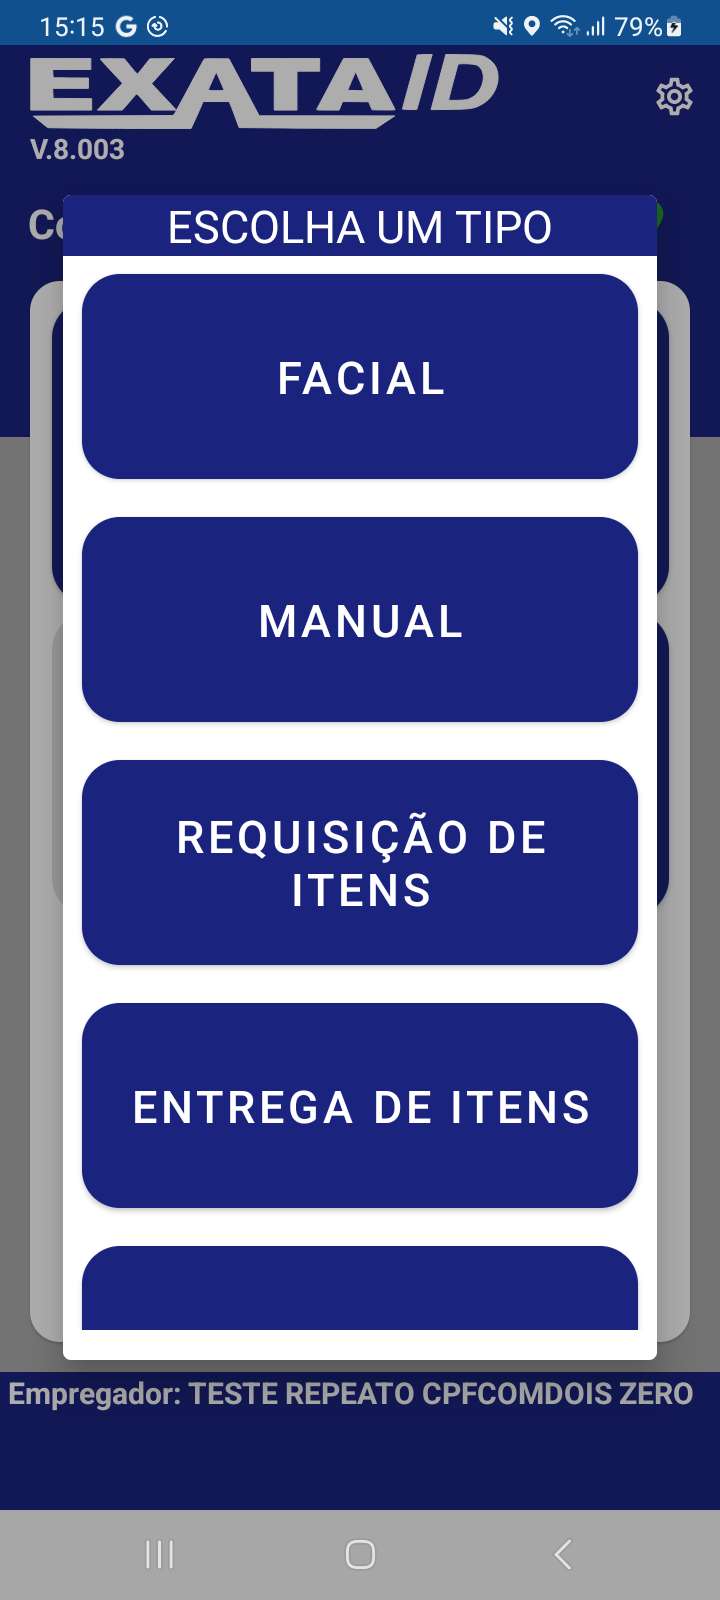 15:15
79%
EXATAID
V.8.003
ESCOLHA UM TIPO
FACIAL
MANUAL
REQUISIÇÃO DE
ITENS
ENTREGA DE ITENS
Empregador: TESTE REPEATO CPFCOMDOIS ZERO